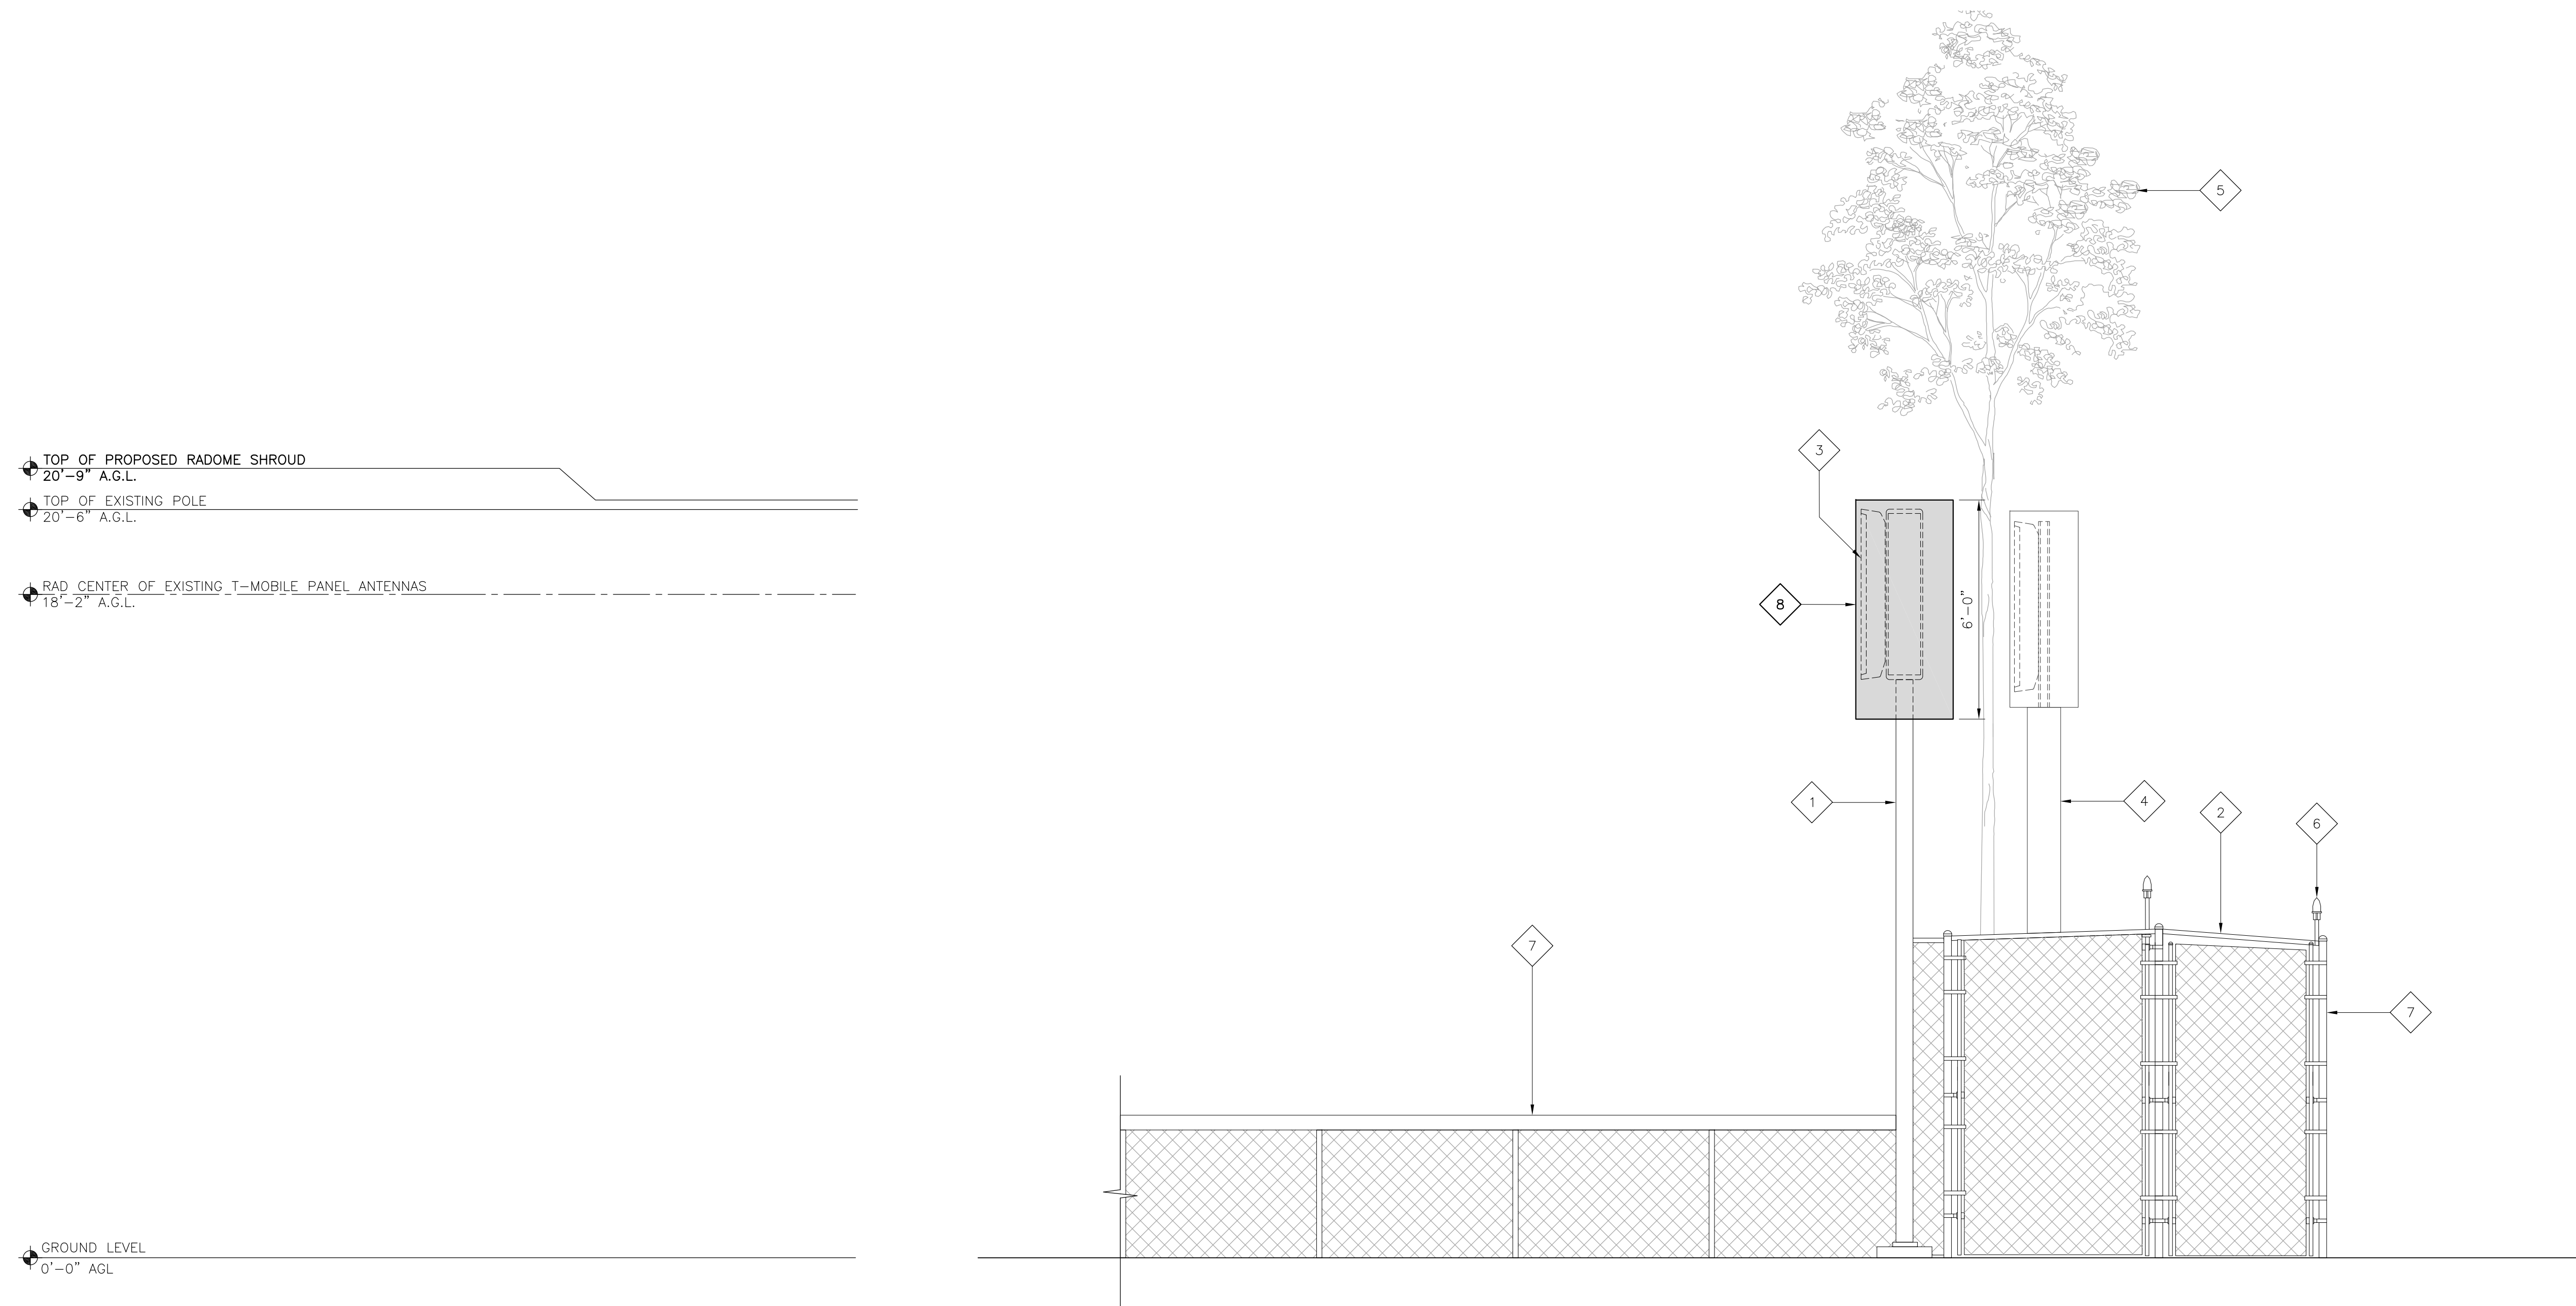 5
3
TOP OF PROPOSED RADOME SHROUD
20'-9" A.G.L.
TOP OF EXISTING POLE
20'-6" A.G.L.
RAD CENTER OF EXISTING T-MOBILE PANEL ANTENNAS
18'-2" A.G.L.
8
6'-0"
1
4
2
6
7
7
GROUND LEVEL
0'-0" AGL